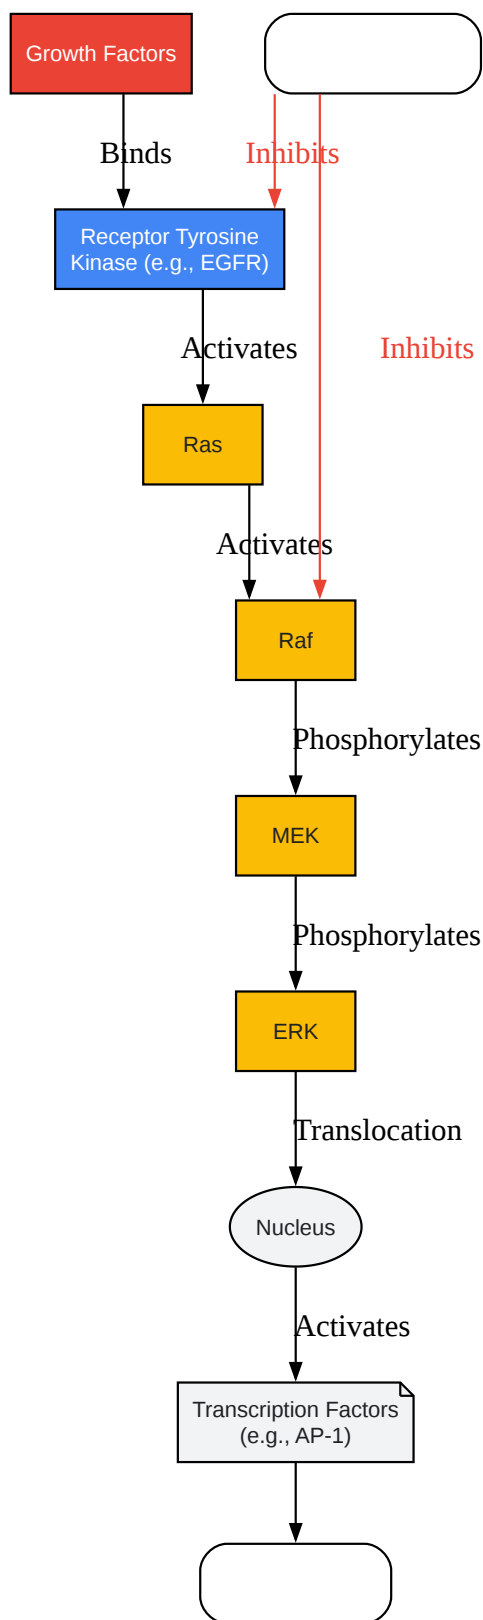 Growth Factors
Binds
Inhibits
Receptor Tyrosine
Kinase (e.g., EGFR)
Activates
Inhibits
Ras
Activates
Raf
Phosphorylates
MEK
Phosphorylates
ERK
Translocation
Nucleus
Activates
Transcription Factors
(e.g., AP-1)